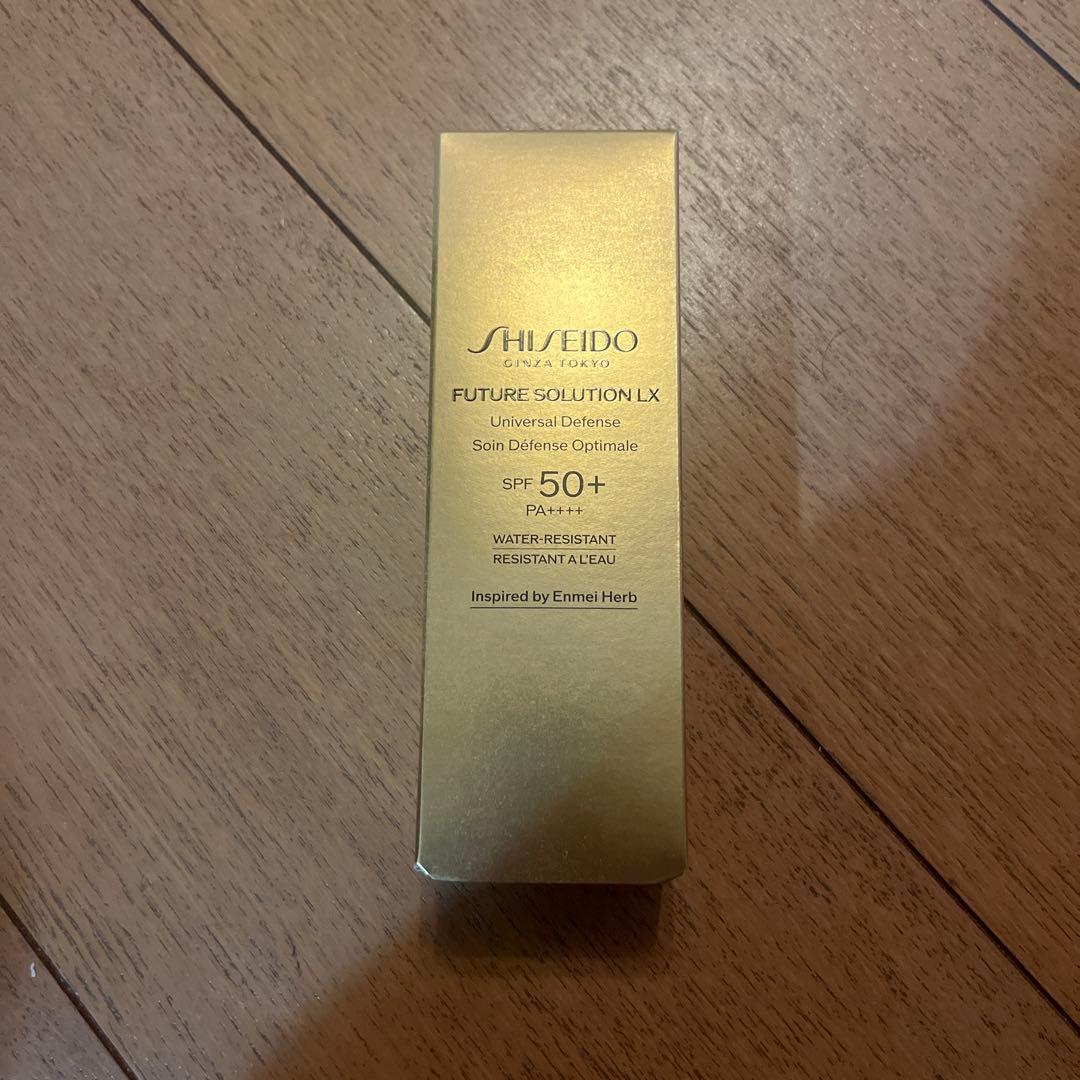 SHISEIDO
GINZA TOKYO
FUTURE SOLUTION LX
Universal Defense
Soin Défense Optimale
SPF 50+
PA++++
WATER-RESISTANT
RESISTANT A L'EAU
Inspired by Enmei Herb